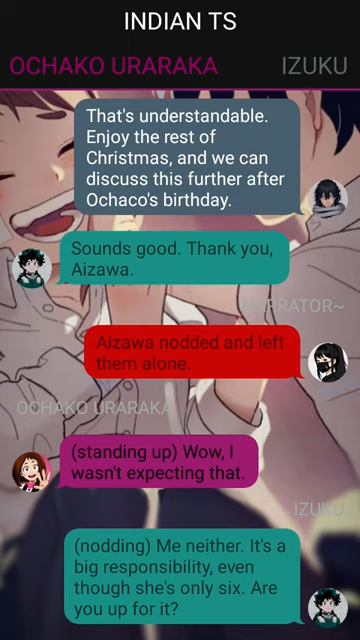 INDIAN TS
OCHAKO URARAKA
IZUKU
That's understandable.
Enjoy the rest of
Christmas, and we can
discuss this further after
Ochaco's birthday.
Sounds good. Thank you,
Aizawa.
NARRATOR~
Aizawa nodded and left
them alone.
OCHAKO URARAKA
(standing up) Wow, I
wasn't expecting that.
IZUKU
(nodding) Me neither. It's a
big responsibility, even
though she's only six. Are
you up for it?